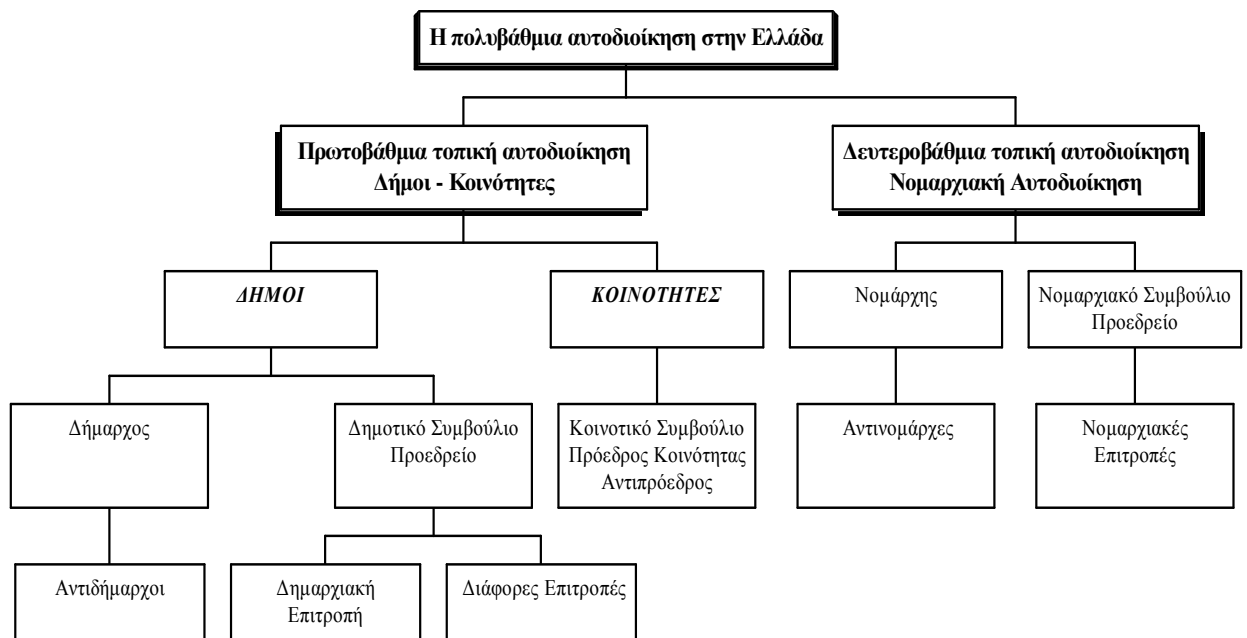 Η πολυβάθμια αυτοδιοίκηση στην Ελλάδα
Πρωτοβάθμια τοπική αυτοδιοίκηση
Δήμοι - Κοινότητες
Δευτεροβάθμια τοπική αυτοδιοίκηση
Νομαρχιακή Αυτοδιοίκηση
ΔΗΜΟΙ
ΚΟΙΝΟΤΗΤΕΣ
Νομάρχης
Νομαρχιακό Συμβούλιο
Προεδρείο
Δήμαρχος
Δημοτικό Συμβούλιο
Προεδρείο
Κοινοτικό Συμβούλιο
Πρόεδρος Κοινότητας
Αντιπρόεδρος
Αντινομάρχες
Νομαρχιακές
Επιτροπές
Αντιδήμαρχοι
Δημαρχιακή
Επιτροπή
Διάφορες Επιτροπές